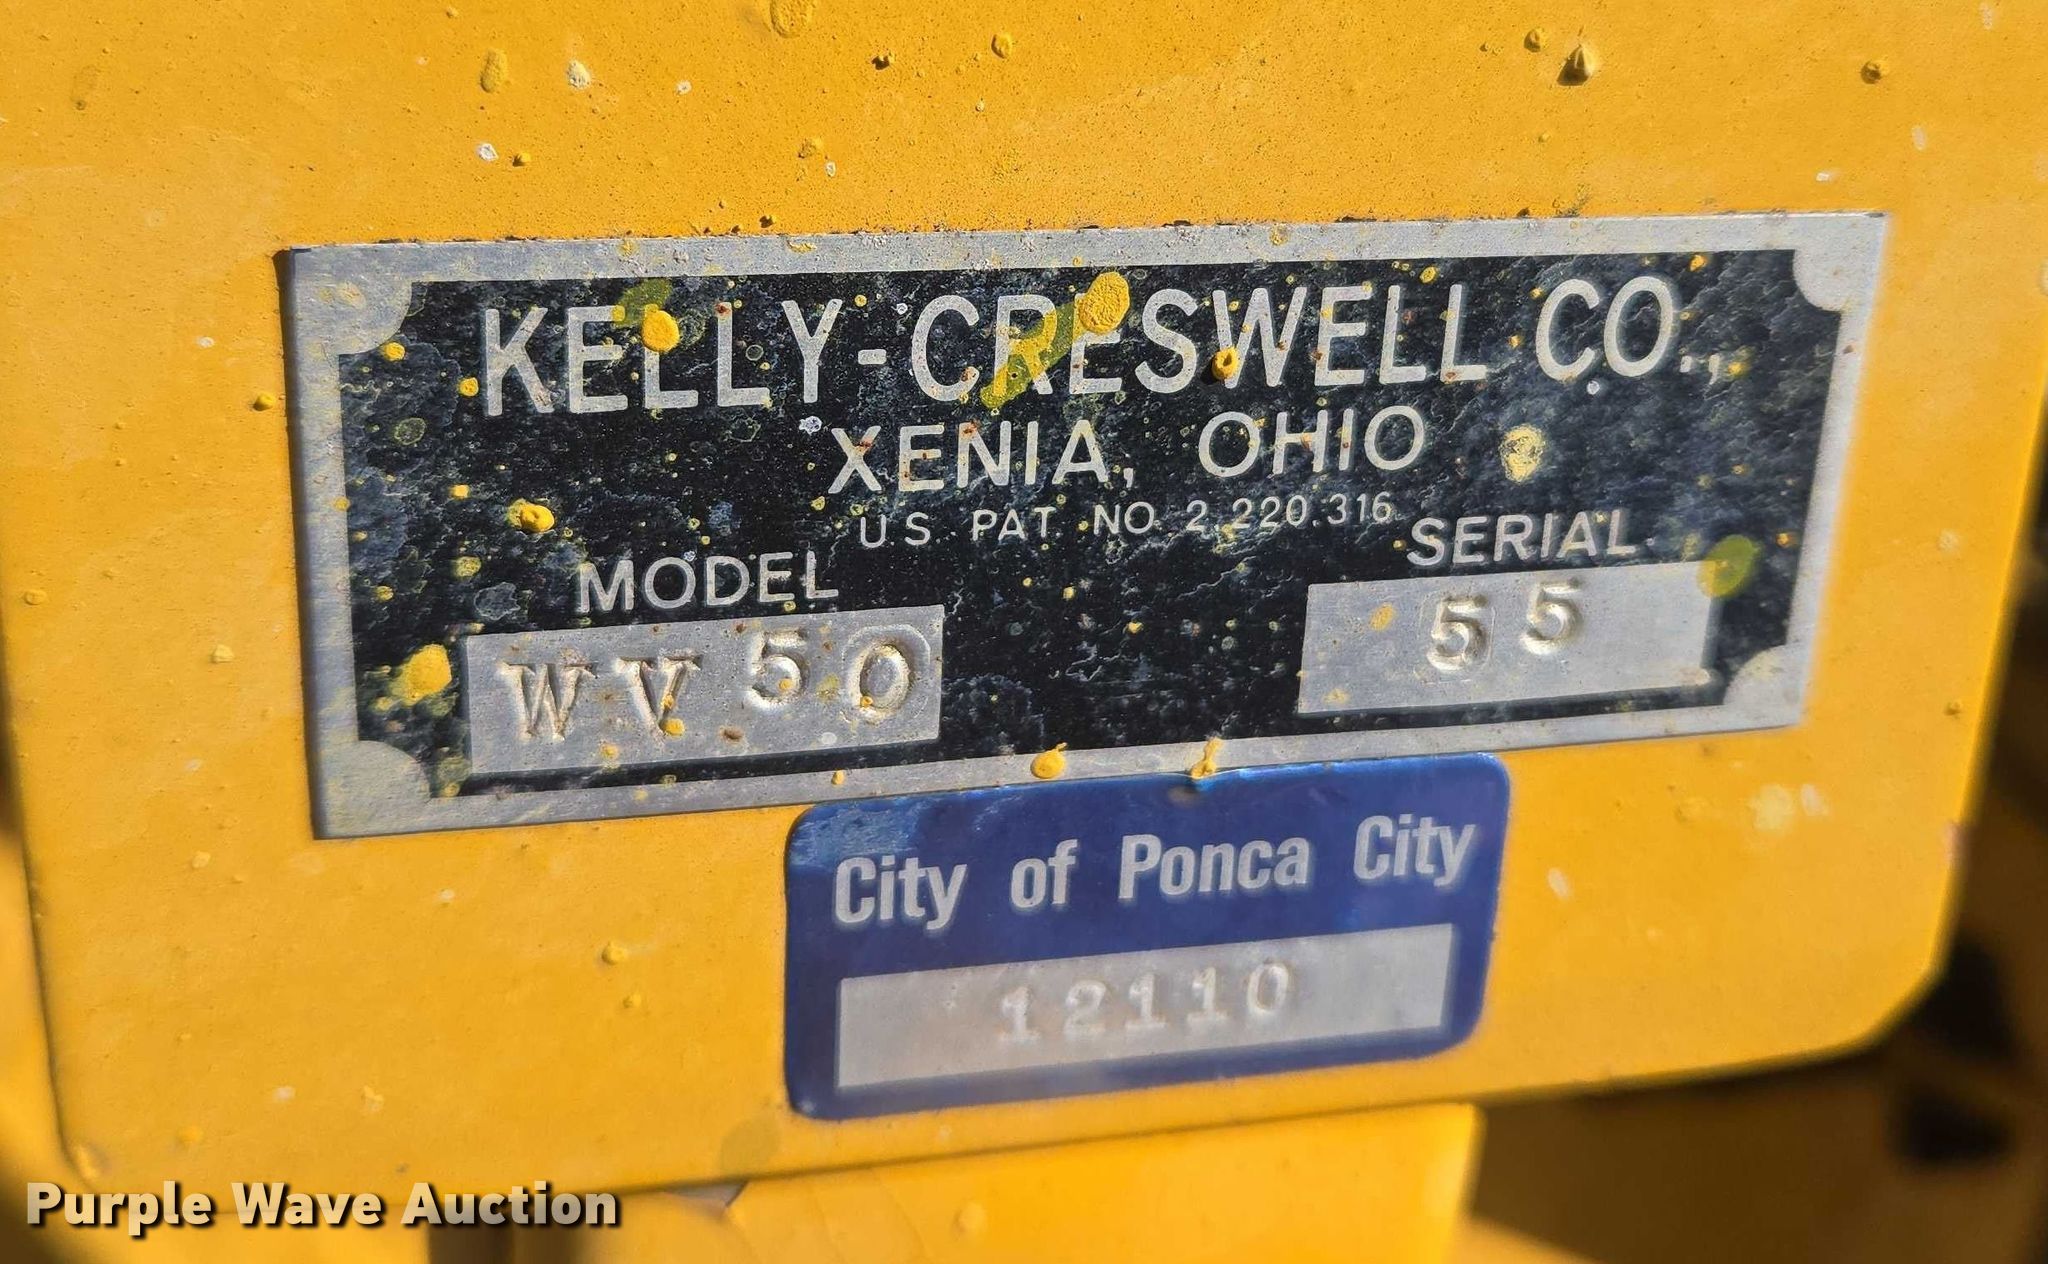 KELLY-CRESWELL CO.,
XENIA, OHIO
U.S. PAT. NO. 2,220,316
MODEL SERIAL
WV50 55
City of Ponca City
12110
Purple Wave Auction